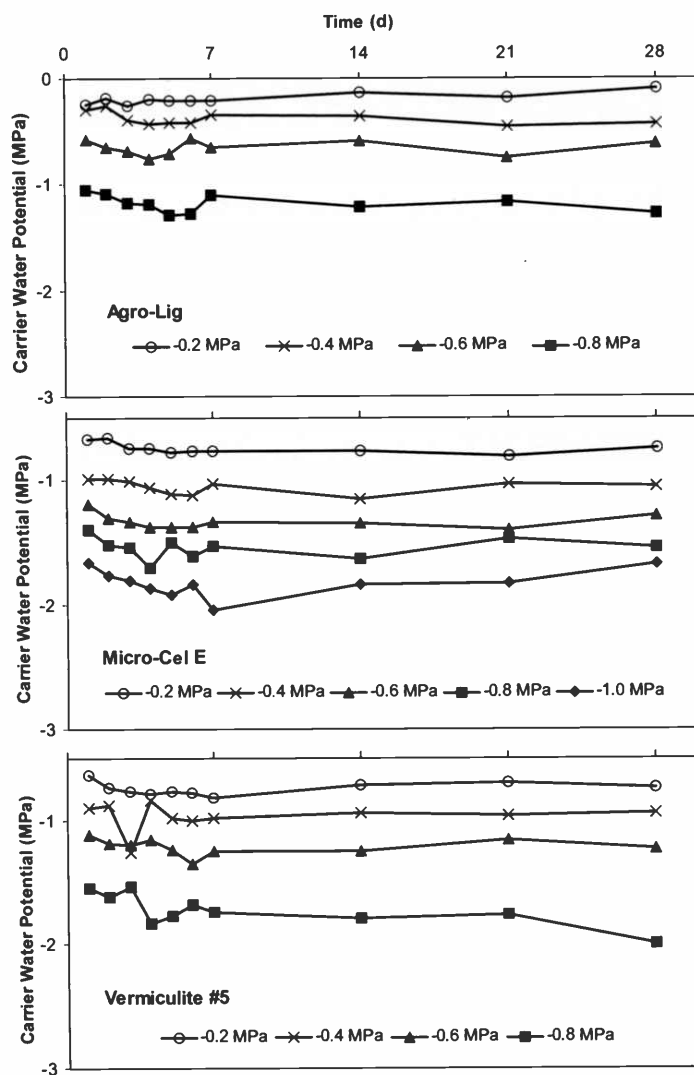 Time (d)
0 7 14 21 28
0
-1
-2
-3
Carrier Water Potential (MPa)
Agro-Lig
-0.2 MPa -0.4 MPa -0.6 MPa -0.8 MPa
-1
-2
-3
Carrier Water Potential (MPa)
Micro-Cel E
-0.2 MPa -0.4 MPa -0.6 MPa -0.8 MPa -1.0 MPa
-1
-2
-3
Carrier Water Potential (MPa)
Vermiculite #5
-0.2 MPa -0.4 MPa -0.6 MPa -0.8 MPa